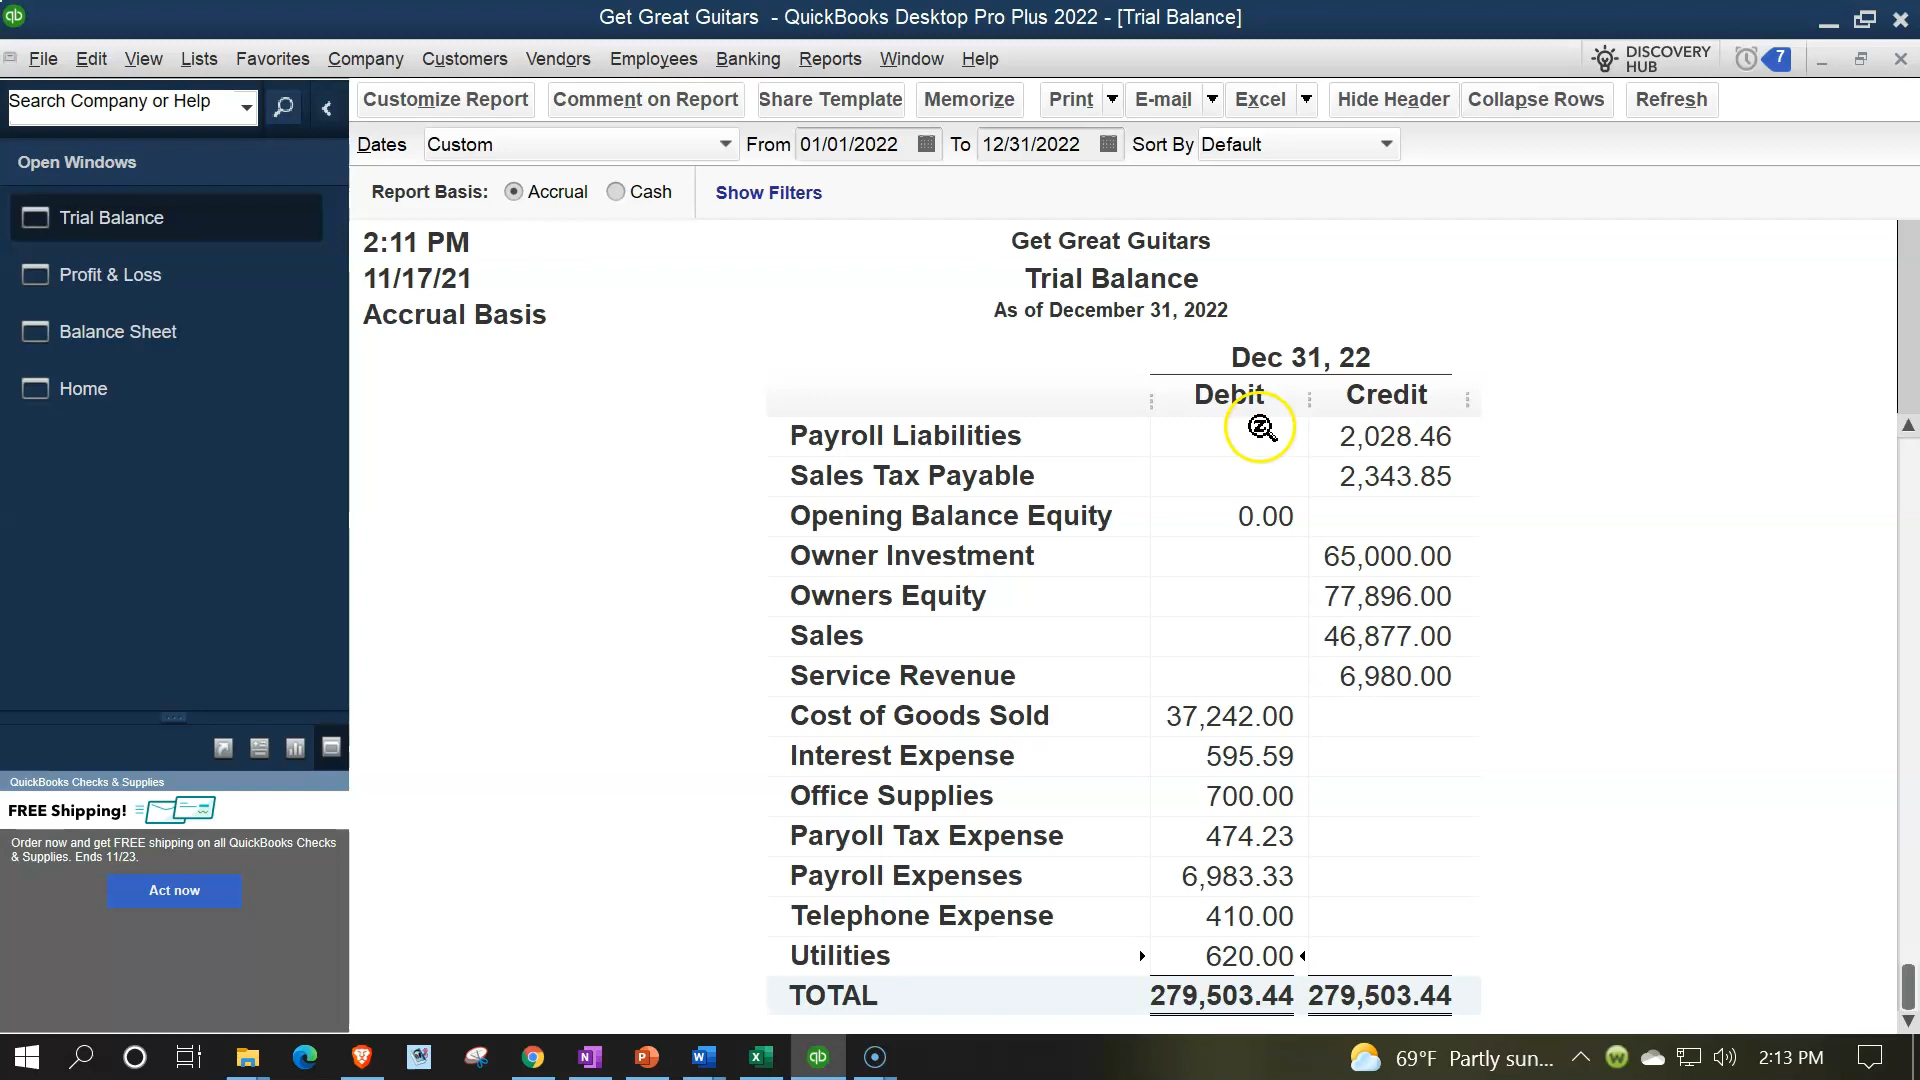 qb Get Great Guitars - QuickBooks Desktop Pro Plus 2022 - [Trial Balance]
File Edit View Lists Favorites Company Customers Vendors Employees Banking Reports Window Help DISCOVERY HUB 7
Search Company or Help
Customize Report Comment on Report Share Template Memorize Print E-mail Excel Hide Header Collapse Rows Refresh
Dates Custom From 01/01/2022 To 12/31/2022 Sort By Default
Report Basis: Accrual Cash Show Filters
Open Windows
Trial Balance
Profit & Loss
Balance Sheet
Home
QuickBooks Checks & Supplies
FREE Shipping!
Order now and get FREE shipping on all QuickBooks Checks
& Supplies. Ends 11/23.
Act now
2:11 PM
11/17/21
Accrual Basis
Get Great Guitars
Trial Balance
As of December 31, 2022
Dec 31, 22
Debit Credit
Payroll Liabilities 2,028.46
Sales Tax Payable 2,343.85
Opening Balance Equity 0.00
Owner Investment 65,000.00
Owners Equity 77,896.00
Sales 46,877.00
Service Revenue 6,980.00
Cost of Goods Sold 37,242.00
Interest Expense 595.59
Office Supplies 700.00
Paryoll Tax Expense 474.23
Payroll Expenses 6,983.33
Telephone Expense 410.00
Utilities 620.00
TOTAL 279,503.44 279,503.44
69°F Partly sun... 2:13 PM